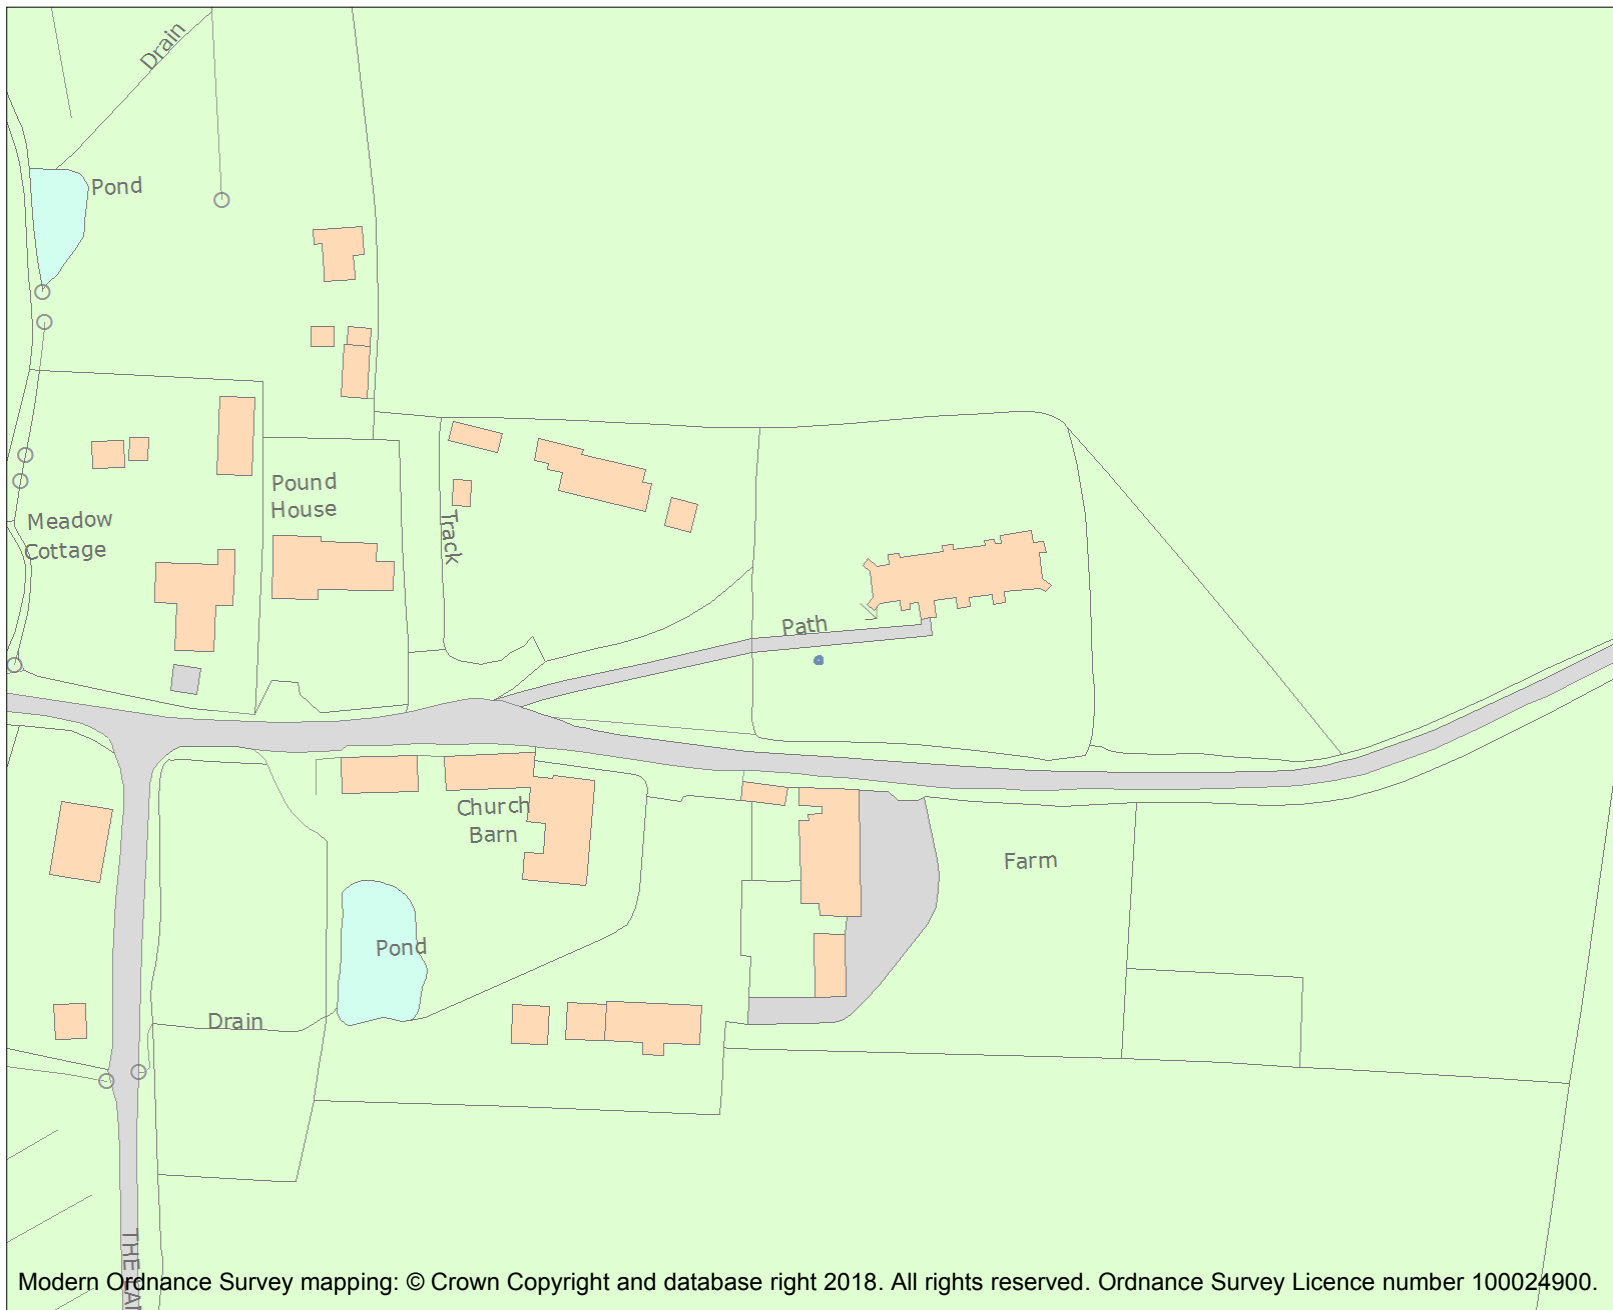 Drain
Pond
Pound
House
Meadow
Cottage
Track
Path
Church
Barn
Farm
Pond
Drain
THE
Modern Ordnance Survey mapping: © Crown Copyright and database right 2018. All rights reserved. Ordnance Survey Licence number 100024900.